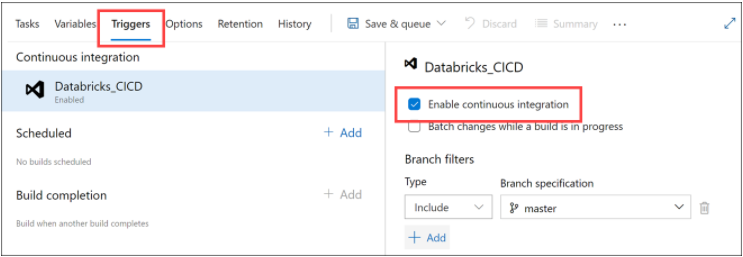 Tasks Variables Triggers Options Retention History Save & queue Discard Summary ...
Continuous integration
Databricks_CICD
Enabled
Scheduled
+ Add
No builds scheduled
Build completion
+ Add
Build when another build completes
Databricks_CICD
Enable continuous integration
Batch changes while a build is in progress
Branch filters
Type Branch specification
Include master
+ Add